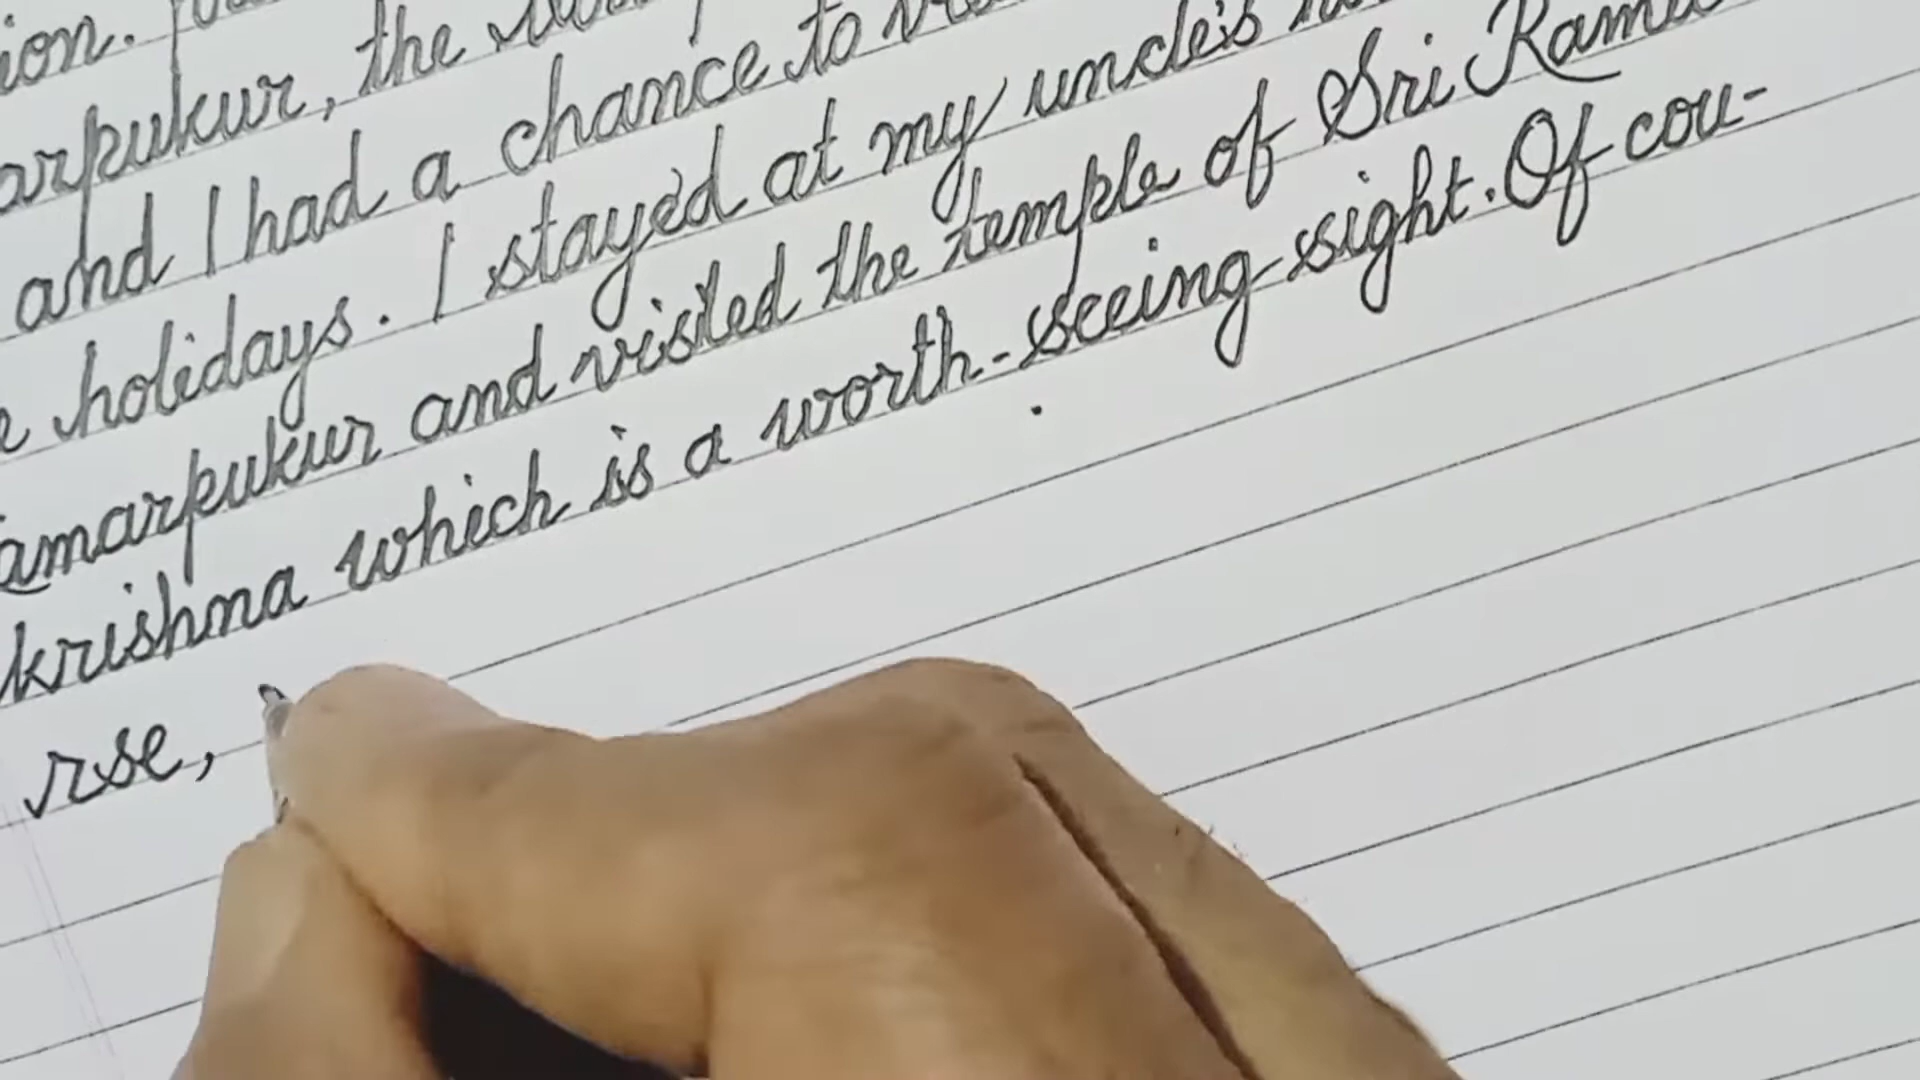 ion.
arpukur, the
and I had a chance to
e holidays. I stayed at my uncle's
amarpukur and visited the temple of Sri Rama
krishna which is a worth-seeing sight. Of cou-
rse,